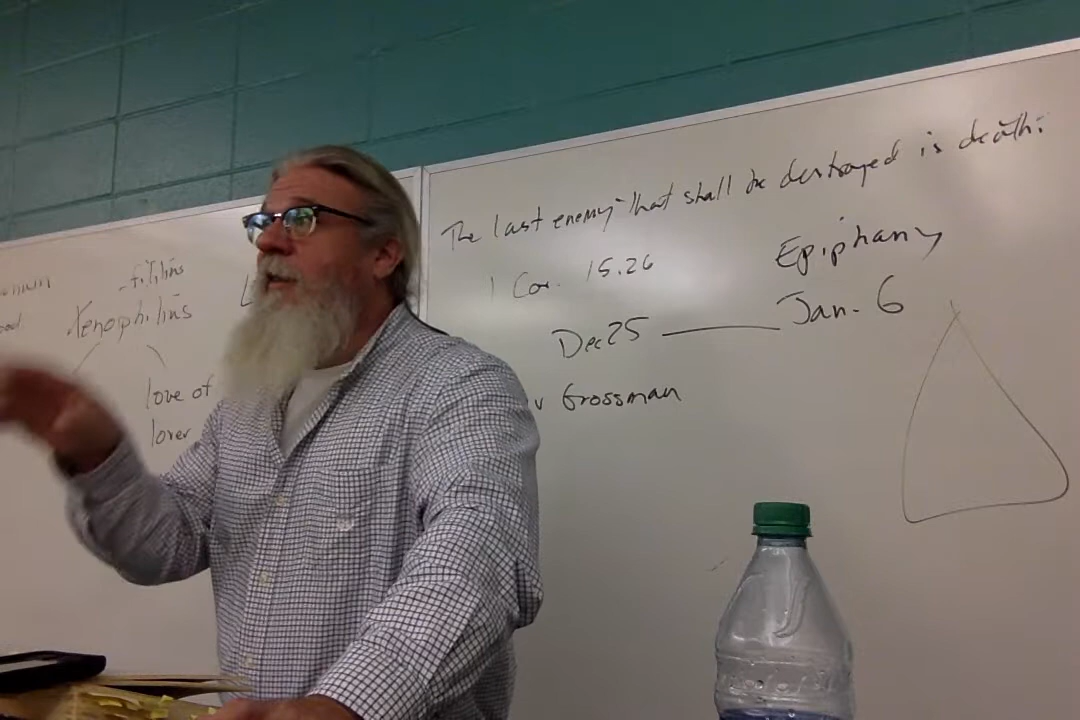 The last enemy that shall be destroyed is death:
1 Cor. 15.26
Epiphany
Dec 25 — Jan. 6
Grossman
Xenophilius
love of
lover